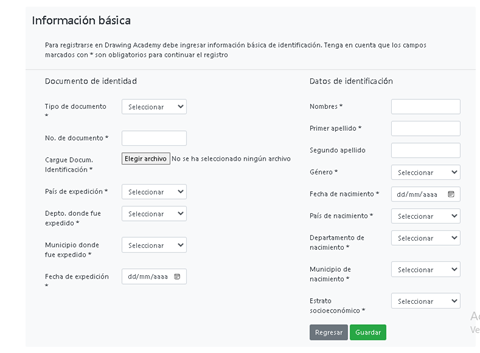 Información básica
Para registrarse en Drawing Academy debe ingresar información básica de identificación. Tenga en cuenta que los campos
marcados con * son obligatorios para continuar el registro
Documento de identidad
Tipo de documento
*
Seleccionar
No. de documento *
Cargue Docum.
Identificación *
Elegir archivo No se ha seleccionado ningún archivo
País de expedición *
Seleccionar
Depto. donde fue
expedido *
Seleccionar
Municipio donde
fue expedido *
Seleccionar
Fecha de expedición
*
dd/mm/aaaa
Datos de identificación
Nombres *
Primer apellido *
Segundo apellido
Género *
Seleccionar
Fecha de nacimiento *
dd/mm/aaaa
País de nacimiento *
Seleccionar
Departamento de
nacimiento *
Seleccionar
Municipio de
nacimiento *
Seleccionar
Estrato
socioeconómico *
Seleccionar
Regresar Guardar